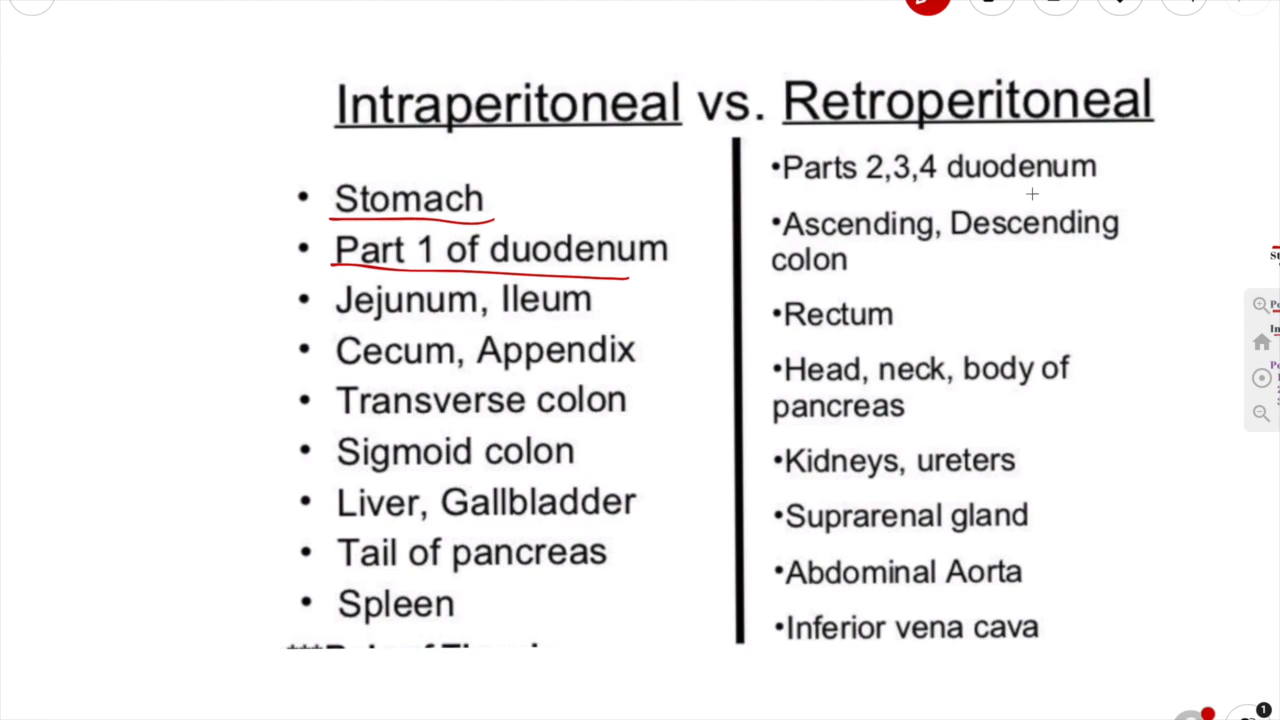 Intraperitoneal vs. Retroperitoneal
• Stomach
• Part 1 of duodenum
• Jejunum, Ileum
• Cecum, Appendix
• Transverse colon
• Sigmoid colon
• Liver, Gallbladder
• Tail of pancreas
• Spleen
•Parts 2,3,4 duodenum
•Ascending, Descending
colon
•Rectum
•Head, neck, body of
pancreas
•Kidneys, ureters
•Suprarenal gland
•Abdominal Aorta
•Inferior vena cava
1